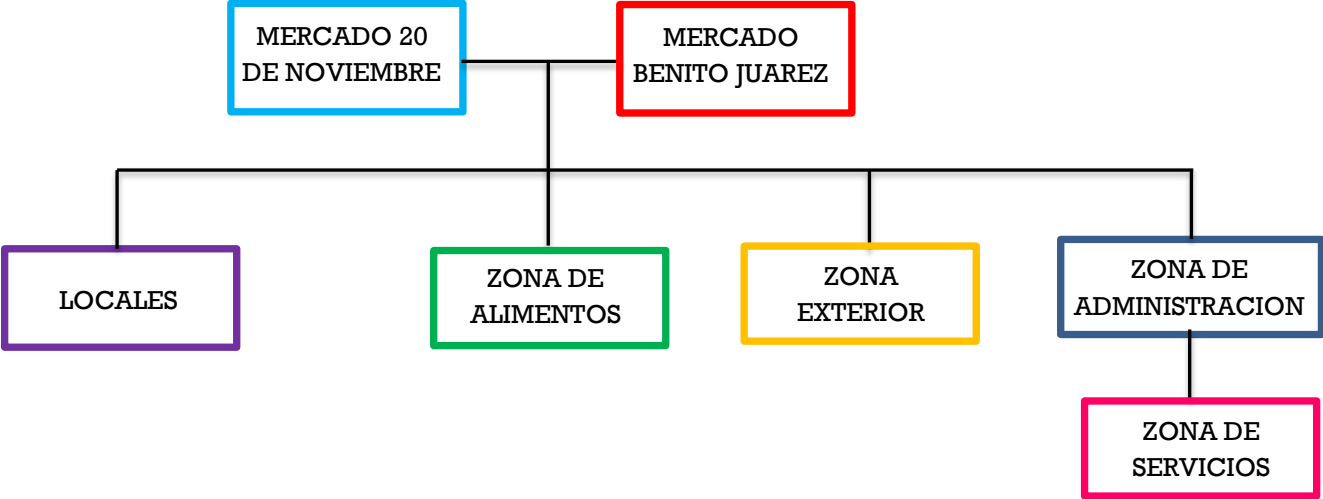 MERCADO 20
DE NOVIEMBRE
MERCADO
BENITO JUAREZ
LOCALES
ZONA DE
ALIMENTOS
ZONA
EXTERIOR
ZONA DE
ADMINISTRACION
ZONA DE
SERVICIOS